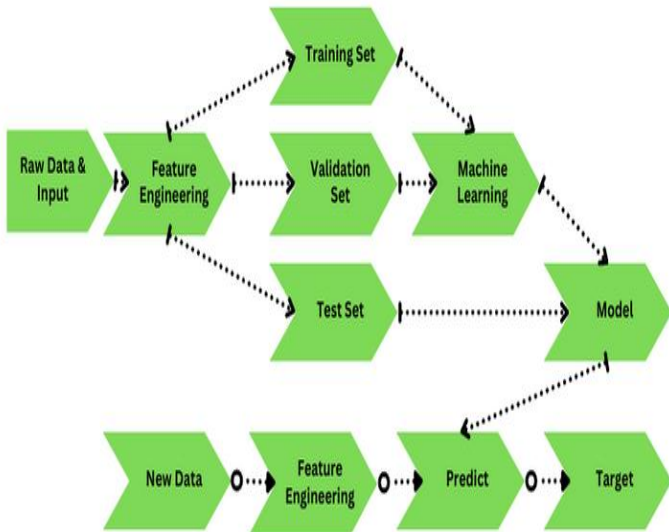 Training Set
Raw Data &
Input
Feature
Engineering
Validation
Set
Machine
Learning
Test Set
Model
New Data
Feature
Engineering
Predict
Target